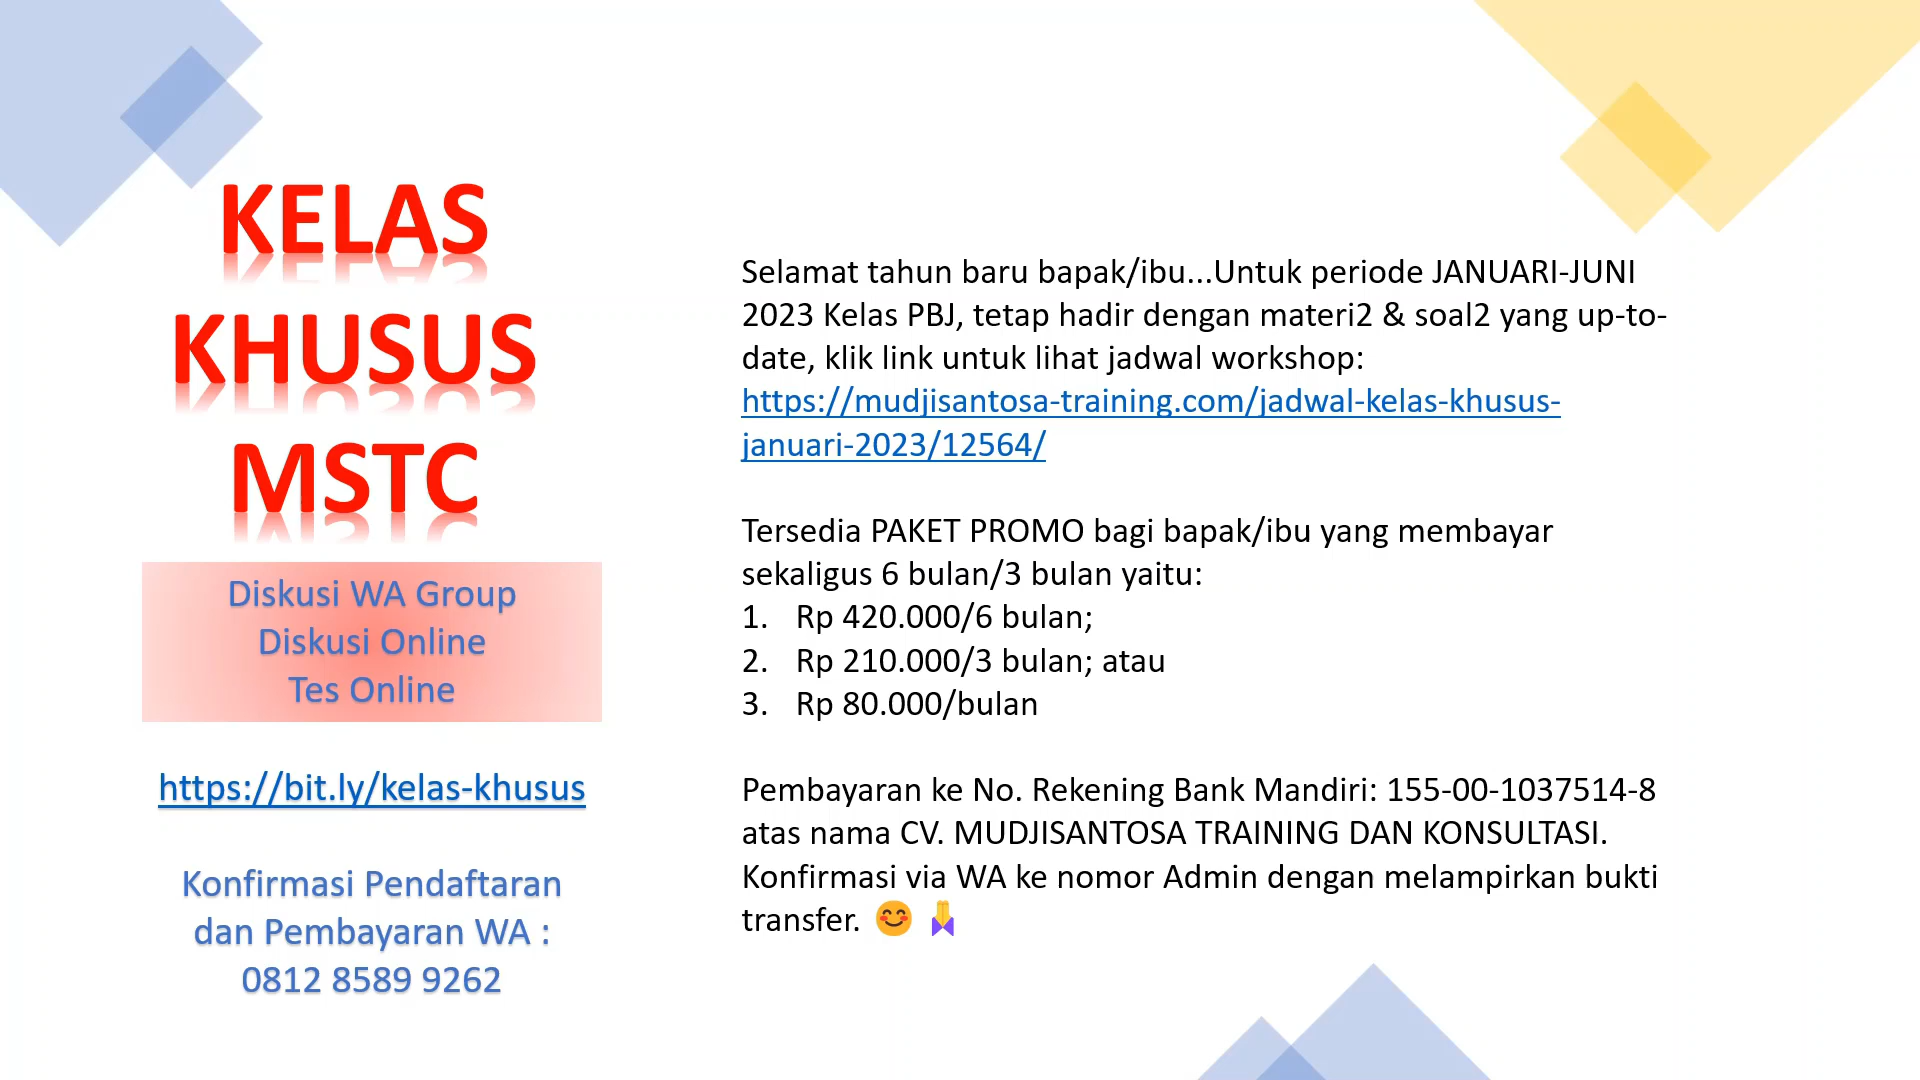 KELAS
KHUSUS
MSTC
Diskusi WA Group
Diskusi Online
Tes Online
https://bit.ly/kelas-khusus
Konfirmasi Pendaftaran
dan Pembayaran WA :
0812 8589 9262
Selamat tahun baru bapak/ibu...Untuk periode JANUARI-JUNI
2023 Kelas PBJ, tetap hadir dengan materi2 & soal2 yang up-to-
date, klik link untuk lihat jadwal workshop:
https://mudjisantosa-training.com/jadwal-kelas-khusus-
januari-2023/12564/
Tersedia PAKET PROMO bagi bapak/ibu yang membayar
sekaligus 6 bulan/3 bulan yaitu:
1. Rp 420.000/6 bulan;
2. Rp 210.000/3 bulan; atau
3. Rp 80.000/bulan
Pembayaran ke No. Rekening Bank Mandiri: 155-00-1037514-8
atas nama CV. MUDJISANTOSA TRAINING DAN KONSULTASI.
Konfirmasi via WA ke nomor Admin dengan melampirkan bukti
transfer. 😊 🙏